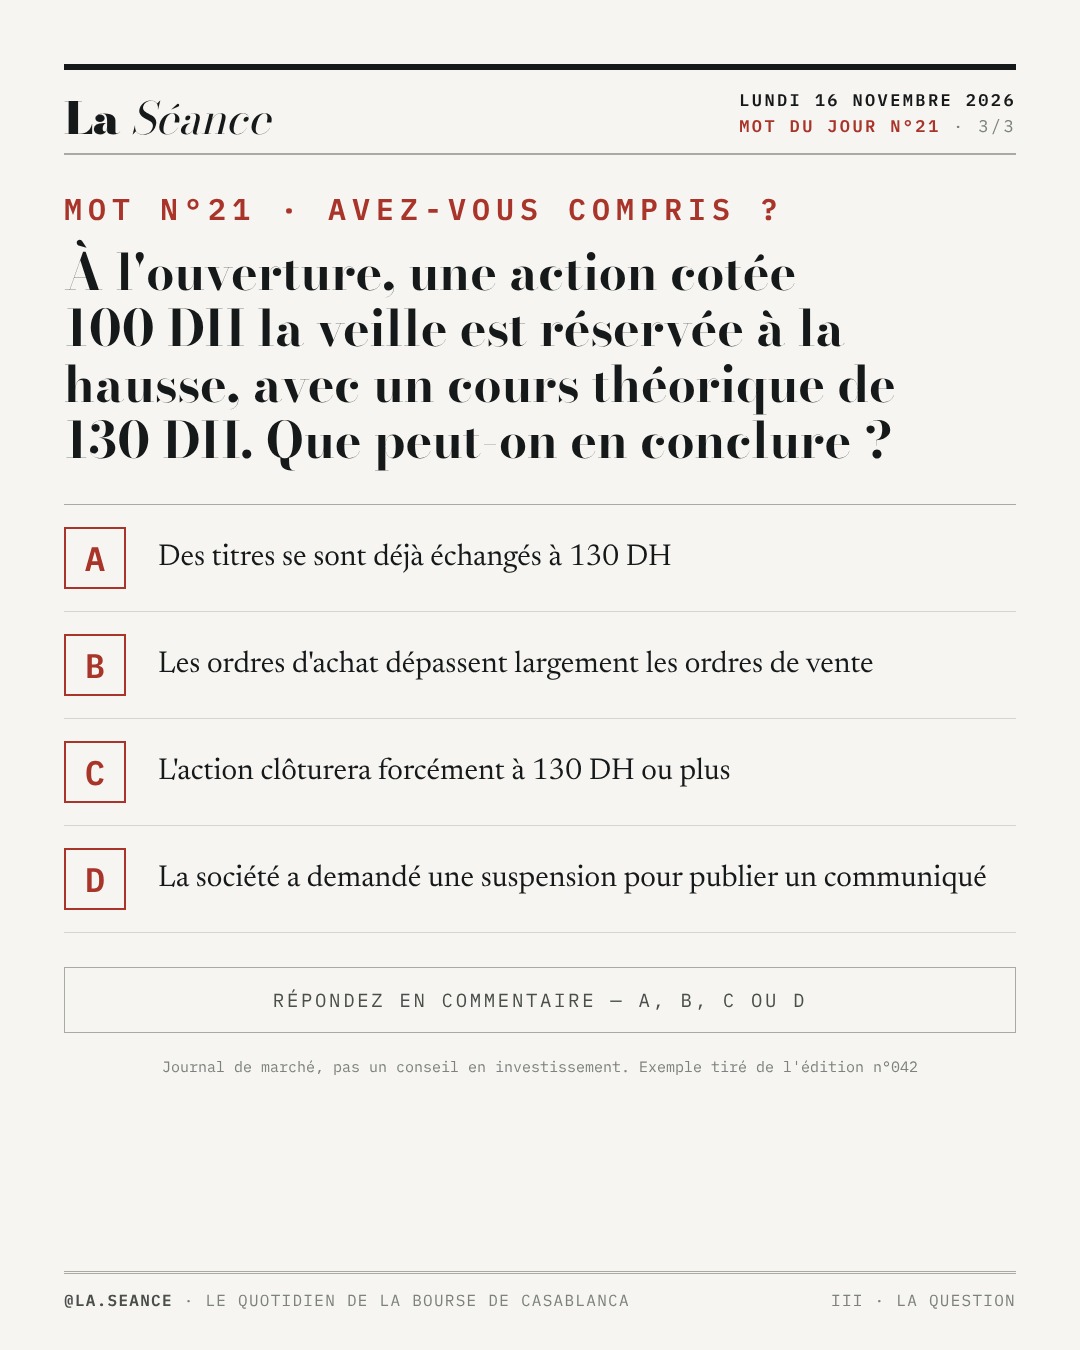 La Séance
LUNDI 16 NOVEMBRE 2026
MOT DU JOUR N°21 · 3/3
MOT N°21 · AVEZ-VOUS COMPRIS ?
À l'ouverture, une action cotée
100 DH la veille est réservée à la
hausse, avec un cours théorique de
130 DH. Que peut-on en conclure ?
A Des titres se sont déjà échangés à 130 DH
B Les ordres d'achat dépassent largement les ordres de vente
C L'action clôturera forcément à 130 DH ou plus
D La société a demandé une suspension pour publier un communiqué
RÉPONDEZ EN COMMENTAIRE — A, B, C OU D
Journal de marché, pas un conseil en investissement. Exemple tiré de l'édition n°042
@LA.SEANCE · LE QUOTIDIEN DE LA BOURSE DE CASABLANCA
III · LA QUESTION